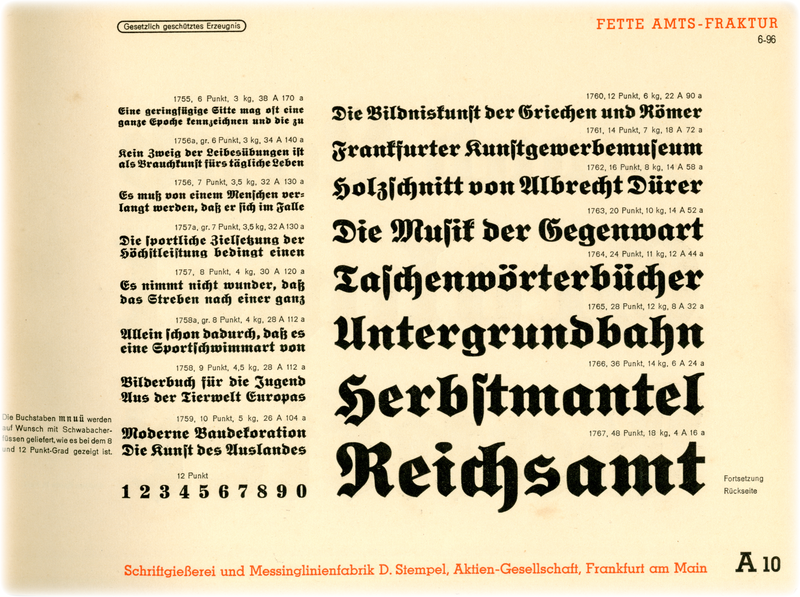 Gesetzlich geschütztes Erzeugnis
FETTE AMTS-FRAKTUR
6-96
1755, 6 Punkt, 3 kg, 38 A 170 a
Eine geringfügige Sitte mag oft eine
ganze Epoche kennzeichnen und die zu
1756a, gr. 6 Punkt, 3 kg, 34 A 140 a
Kein Zweig der Leibesübungen ist
als Brauchkunst fürs tägliche Leben
1756, 7 Punkt, 3,5 kg, 32 A 130 a
Es muß von einem Menschen ver-
langt werden, daß er sich im Falle
1757a, gr. 7 Punkt, 3,5 kg, 32 A 130 a
Die sportliche Zielsetzung der
Höchstleistung bedingt einen
1757, 8 Punkt, 4 kg, 30 A 120 a
Es nimmt nicht wunder, daß
das Streben nach einer ganz
1758a, gr. 8 Punkt, 4 kg, 28 A 112 a
Allein schon dadurch, daß es
eine Sportschwimmart von
1758, 9 Punkt, 4,5 kg, 28 A 112 a
Bilderbuch für die Jugend
Aus der Tierwelt Europas
1759, 10 Punkt, 5 kg, 26 A 104 a
Moderne Baudekoration
Die Kunst des Auslandes
12 Punkt
1 2 3 4 5 6 7 8 9 0
Die Buchstaben mnuü werden
auf Wunsch mit Schwabacher-
füssen geliefert, wie es bei dem 8
und 12 Punkt-Grad gezeigt ist.
1760, 12 Punkt, 6 kg, 22 A 90 a
Die Bildniskunst der Griechen und Römer
1761, 14 Punkt, 7 kg, 18 A 72 a
Frankfurter Kunstgewerbemuseum
1762, 16 Punkt, 8 kg, 14 A 58 a
Holzschnitt von Albrecht Dürer
1763, 20 Punkt, 10 kg, 14 A 52 a
Die Musik der Gegenwart
1764, 24 Punkt, 11 kg, 12 A 44 a
Taschenwörterbücher
1765, 28 Punkt, 12 kg, 8 A 32 a
Untergrundbahn
1766, 36 Punkt, 14 kg, 6 A 24 a
Herbstmantel
1767, 48 Punkt, 18 kg, 4 A 16 a
Reichsamt
Fortsetzung
Rückseite
Schriftgießerei und Messinglinienfabrik D. Stempel, Aktien-Gesellschaft, Frankfurt am Main
A 10